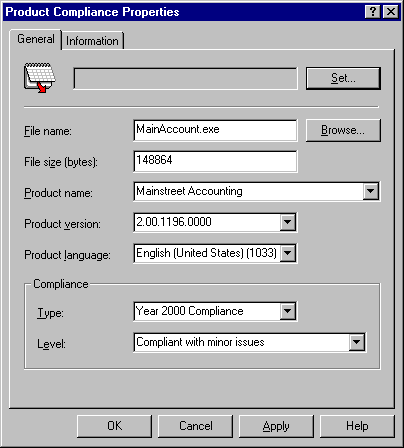 Product Compliance Properties
General Information
Set...
File name: MainAccount.exe Browse...
File size (bytes): 148864
Product name: Mainstreet Accounting
Product version: 2.00.1196.0000
Product language: English (United States) (1033)
Compliance
Type: Year 2000 Compliance
Level: Compliant with minor issues
OK Cancel Apply Help